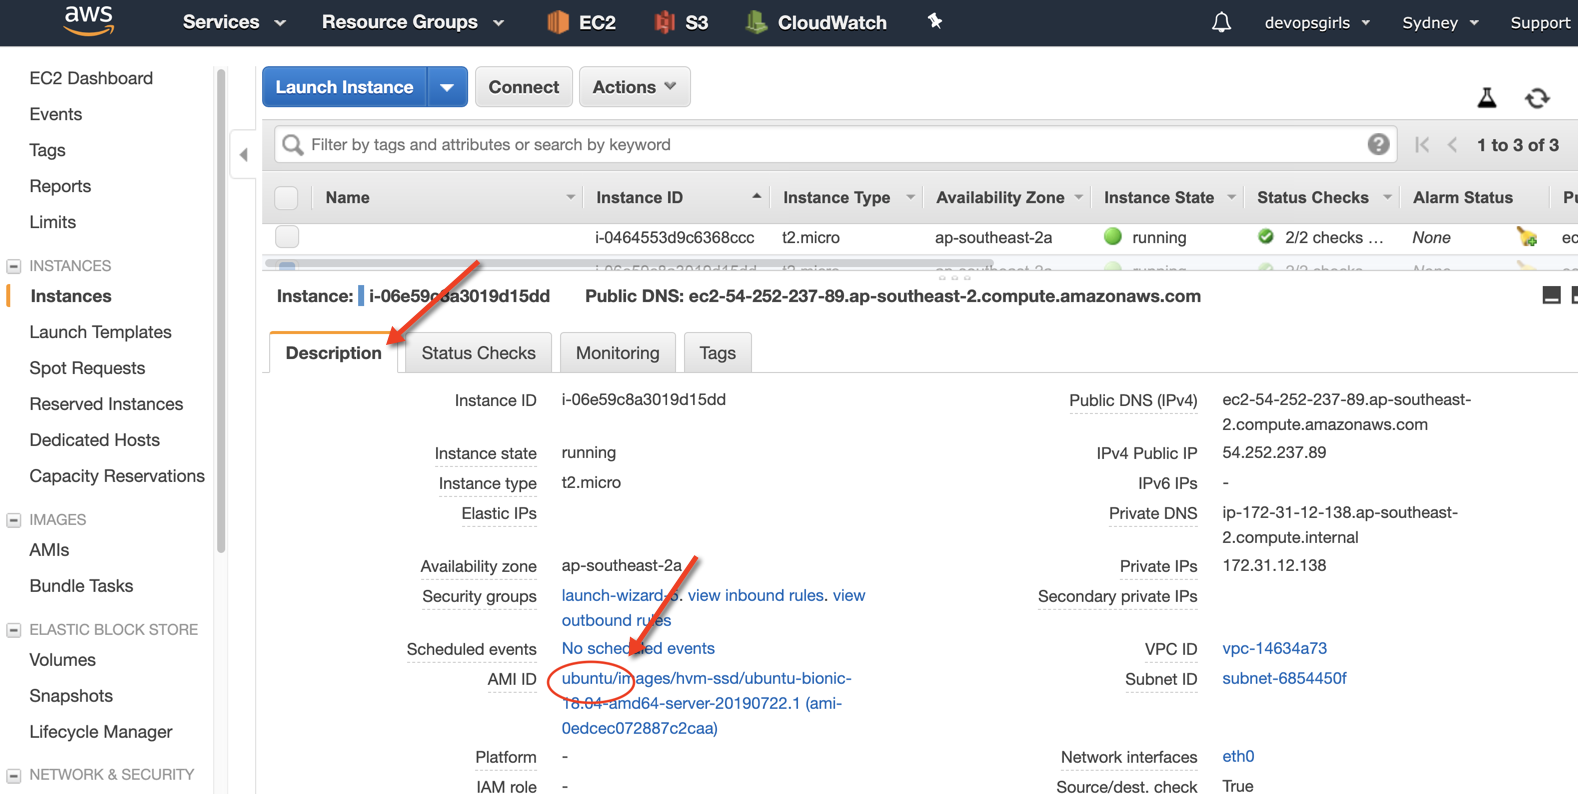 aws Services Resource Groups EC2 S3 CloudWatch devopsgirls Sydney Support
EC2 Dashboard
Events
Tags
Reports
Limits
INSTANCES
Instances
Launch Templates
Spot Requests
Reserved Instances
Dedicated Hosts
Capacity Reservations
IMAGES
AMIs
Bundle Tasks
ELASTIC BLOCK STORE
Volumes
Snapshots
Lifecycle Manager
NETWORK & SECURITY
Launch Instance Connect Actions
Filter by tags and attributes or search by keyword ? 1 to 3 of 3
Name Instance ID Instance Type Availability Zone Instance State Status Checks Alarm Status
i-0464553d9c6368ccc t2.micro ap-southeast-2a running 2/2 checks ... None
Instance: i-06e59c8a3019d15dd Public DNS: ec2-54-252-237-89.ap-southeast-2.compute.amazonaws.com
Description Status Checks Monitoring Tags
Instance ID i-06e59c8a3019d15dd
Instance state running
Instance type t2.micro
Elastic IPs
Availability zone ap-southeast-2a
Security groups launch-wizard-6. view inbound rules. view
outbound rules
Scheduled events No scheduled events
AMI ID ubuntu/images/hvm-ssd/ubuntu-bionic-
18.04-amd64-server-20190722.1 (ami-
0edcec072887c2caa)
Platform -
IAM role -
Public DNS (IPv4) ec2-54-252-237-89.ap-southeast-
2.compute.amazonaws.com
IPv4 Public IP 54.252.237.89
IPv6 IPs -
Private DNS ip-172-31-12-138.ap-southeast-
2.compute.internal
Private IPs 172.31.12.138
Secondary private IPs
VPC ID vpc-14634a73
Subnet ID subnet-6854450f
Network interfaces eth0
Source/dest. check True